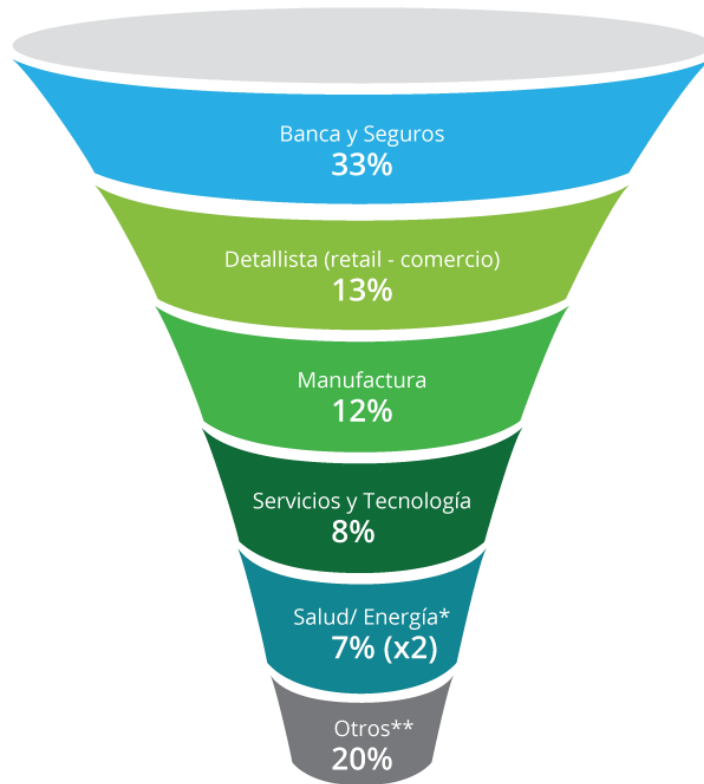 Banca y Seguros
33%
Detallista (retail - comercio)
13%
Manufactura
12%
Servicios y Tecnología
8%
Salud/ Energía*
7% (x2)
Otros**
20%